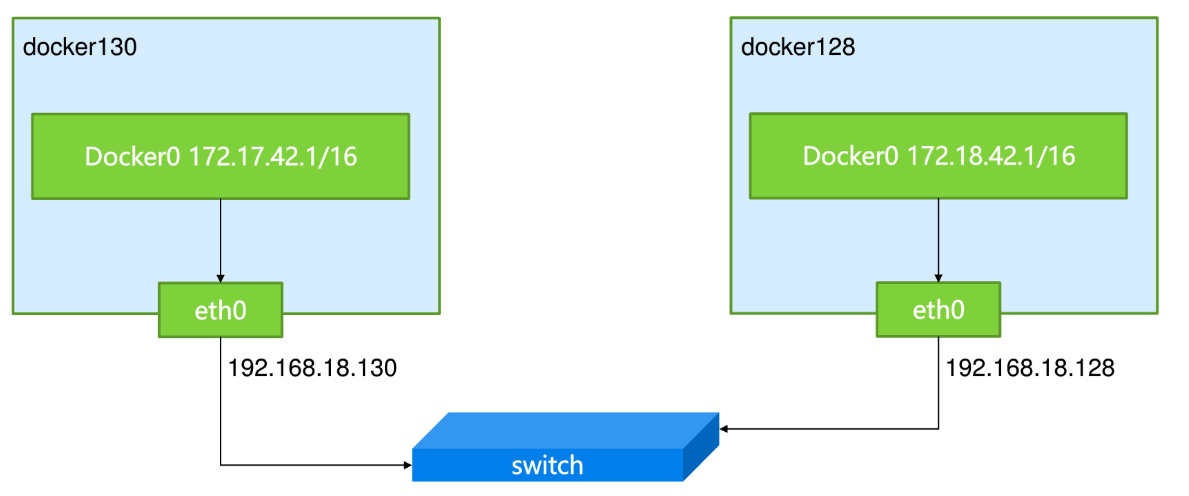 docker130
Docker0 172.17.42.1/16
eth0
192.168.18.130
docker128
Docker0 172.18.42.1/16
eth0
192.168.18.128
switch